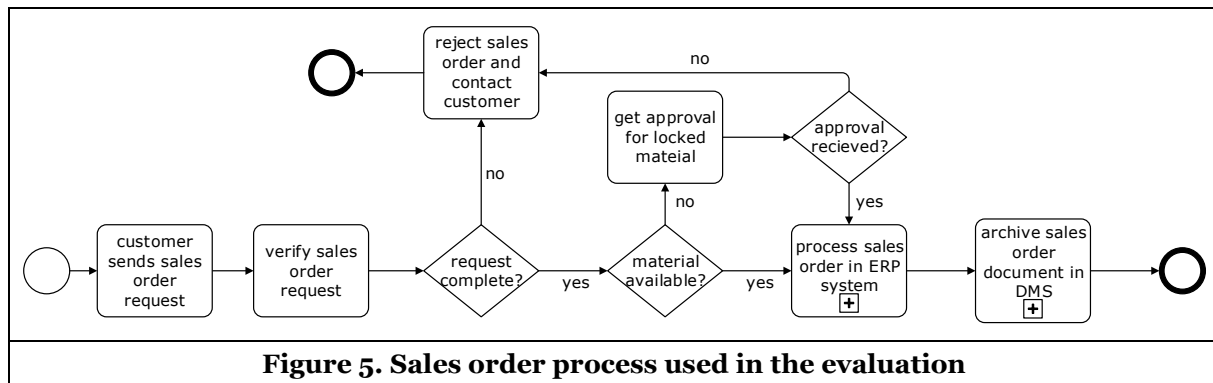 reject sales
order and
contact
customer
no
get approval
for locked
mateial
approval
recieved?
no
no
yes
customer
sends sales
order
request
verify sales
order
request
request
complete?
yes
material
available?
yes
process sales
order in ERP
system
archive sales
order
document in
DMS
Figure 5. Sales order process used in the evaluation